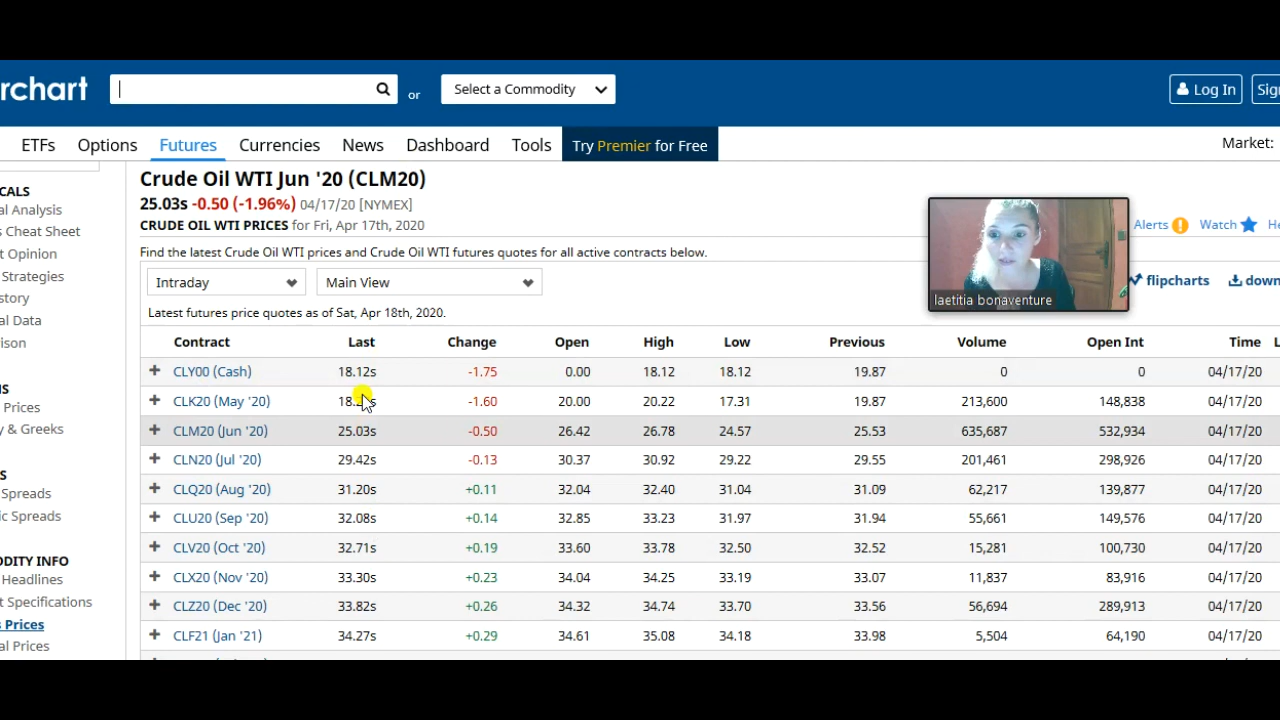 rchart
or
Select a Commodity
Log In
Sig
ETFs Options Futures Currencies News Dashboard Tools Try Premier for Free
Market:
CALS
al Analysis
s Cheat Sheet
t Opinion
Strategies
story
al Data
ison
NS
Prices
y & Greeks
S
Spreads
ic Spreads
ODITY INFO
Headlines
t Specifications
s Prices
al Prices
Crude Oil WTI Jun '20 (CLM20)
25.03s -0.50 (-1.96%) 04/17/20 [NYMEX]
CRUDE OIL WTI PRICES for Fri, Apr 17th, 2020
Alerts Watch He
Find the latest Crude Oil WTI prices and Crude Oil WTI futures quotes for all active contracts below.
Intraday Main View
flipcharts down
laetitia bonaventure
Latest futures price quotes as of Sat, Apr 18th, 2020.
Contract Last Change Open High Low Previous Volume Open Int Time L
CLY00 (Cash) 18.12s -1.75 0.00 18.12 18.12 19.87 0 0 04/17/20
CLK20 (May '20) -1.60 20.00 20.22 17.31 19.87 213,600 148,838 04/17/20
CLM20 (Jun '20) 25.03s -0.50 26.42 26.78 24.57 25.53 635,687 532,934 04/17/20
CLN20 (Jul '20) 29.42s -0.13 30.37 30.92 29.22 29.55 201,461 298,926 04/17/20
CLQ20 (Aug '20) 31.20s +0.11 32.04 32.40 31.04 31.09 62,217 139,877 04/17/20
CLU20 (Sep '20) 32.08s +0.14 32.85 33.23 31.97 31.94 55,661 149,576 04/17/20
CLV20 (Oct '20) 32.71s +0.19 33.60 33.78 32.50 32.52 15,281 100,730 04/17/20
CLX20 (Nov '20) 33.30s +0.23 34.04 34.25 33.19 33.07 11,837 83,916 04/17/20
CLZ20 (Dec '20) 33.82s +0.26 34.32 34.74 33.70 33.56 56,694 289,913 04/17/20
CLF21 (Jan '21) 34.27s +0.29 34.61 35.08 34.18 33.98 5,504 64,190 04/17/20